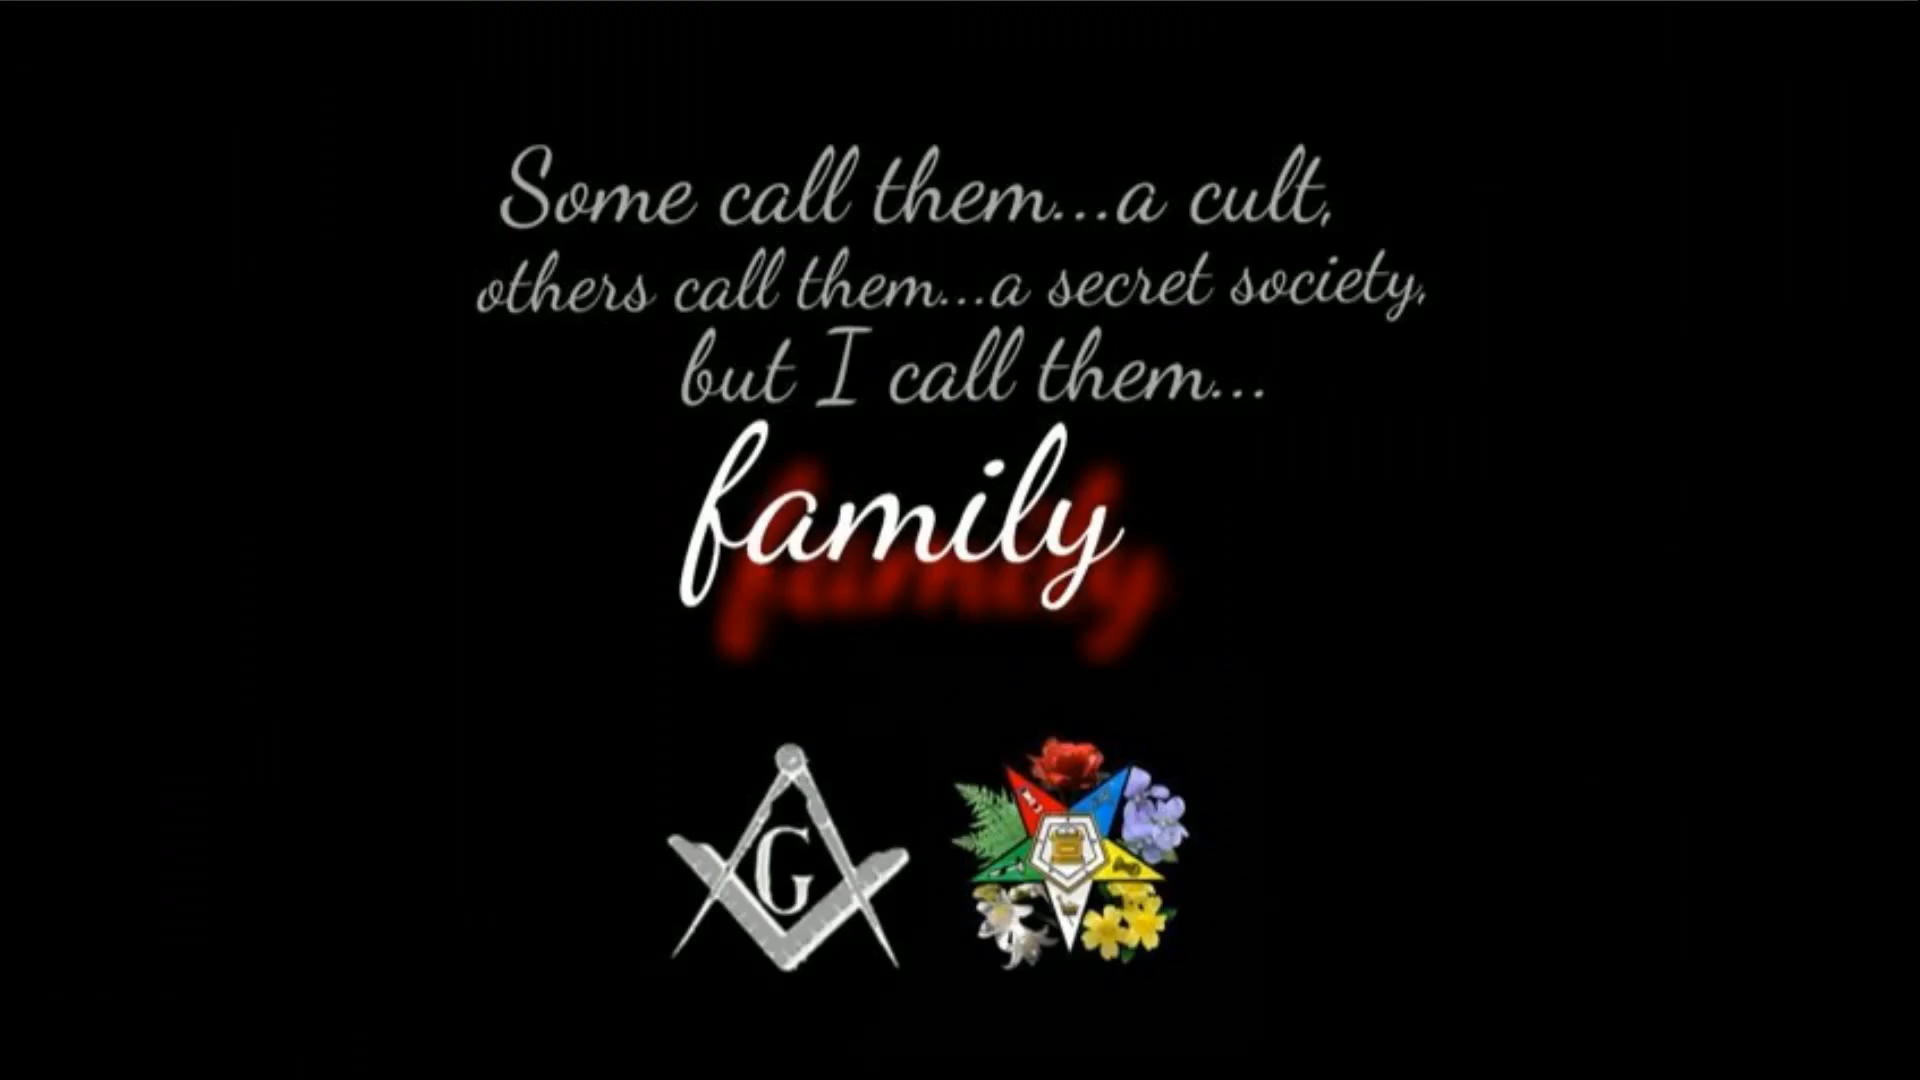 Some call them...a cult,
others call them...a secret society,
but I call them...
family
G